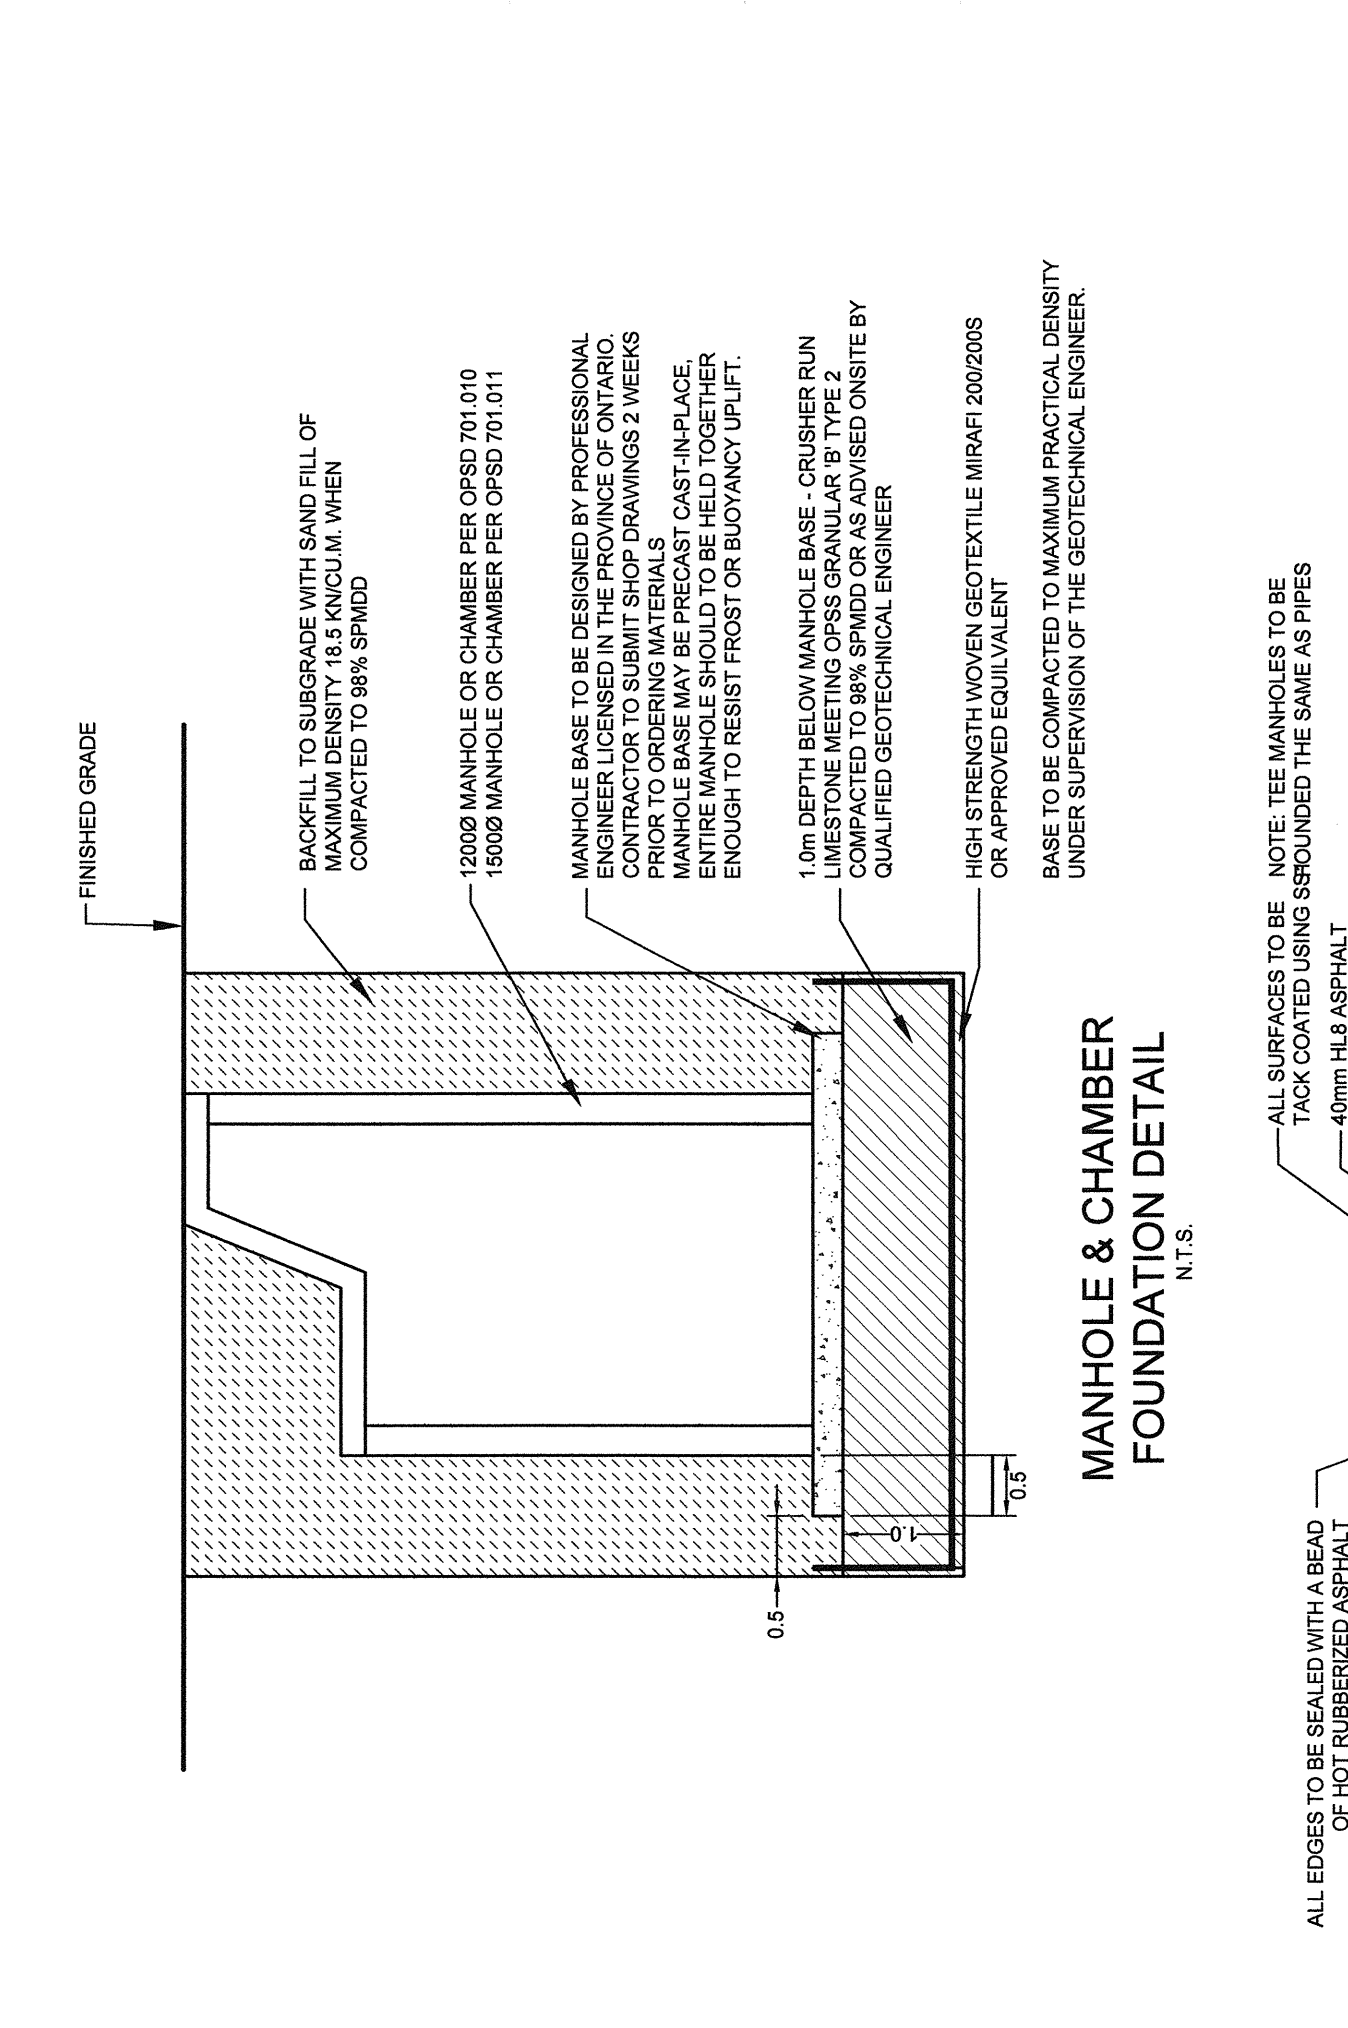 FINISHED GRADE
BACKFILL TO SUBGRADE WITH SAND FILL OF
MAXIMUM DENSITY 18.5 KN/CU.M. WHEN
COMPACTED TO 98% SPMDD
1200Ø MANHOLE OR CHAMBER PER OPSD 701.010
1500Ø MANHOLE OR CHAMBER PER OPSD 701.011
MANHOLE BASE TO BE DESIGNED BY PROFESSIONAL
ENGINEER LICENSED IN THE PROVINCE OF ONTARIO.
CONTRACTOR TO SUBMIT SHOP DRAWINGS 2 WEEKS
PRIOR TO ORDERING MATERIALS
MANHOLE BASE MAY BE PRECAST CAST-IN-PLACE,
ENTIRE MANHOLE SHOULD TO BE HELD TOGETHER
ENOUGH TO RESIST FROST OR BUOYANCY UPLIFT.
1.0m DEPTH BELOW MANHOLE BASE - CRUSHER RUN
LIMESTONE MEETING OPSS GRANULAR 'B' TYPE 2
COMPACTED TO 98% SPMDD OR AS ADVISED ONSITE BY
QUALIFIED GEOTECHNICAL ENGINEER
HIGH STRENGTH WOVEN GEOTEXTILE MIRAFI 200/200S
OR APPROVED EQUILVALENT
BASE TO BE COMPACTED TO MAXIMUM PRACTICAL DENSITY
UNDER SUPERVISION OF THE GEOTECHNICAL ENGINEER.
0.5
1.0
0.5
MANHOLE & CHAMBER
FOUNDATION DETAIL
N.T.S.
ALL SURFACES TO BE
TACK COATED USING
NOTE: TEE MANHOLES TO BE
THE SAME AS PIPES
40mm HL8 ASPHALT
ALL EDGES TO BE SEALED WITH A BEAD
OF HOT RUBBERIZED ASPHALT